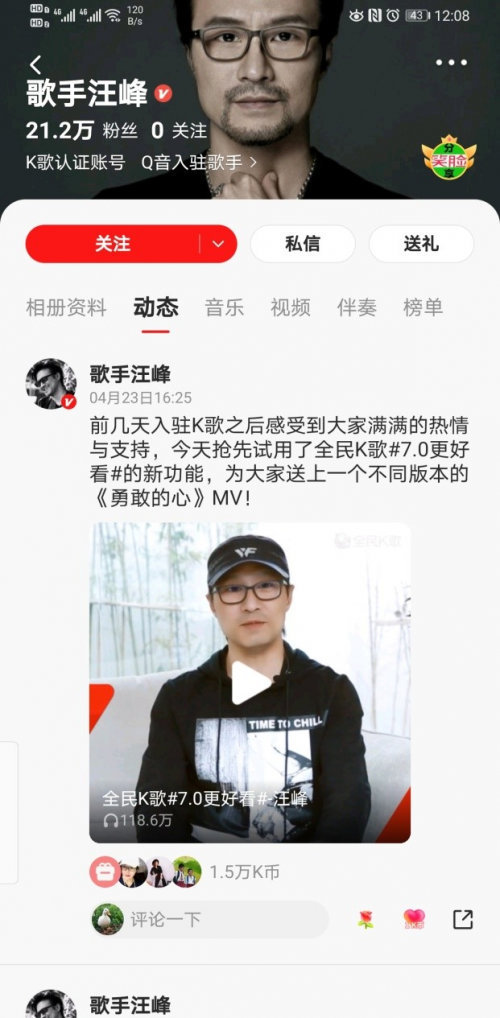 120
B/s
43
12:08
歌手汪峰
21.2万 粉丝 0 关注
K歌认证账号 Q音入驻歌手 >
分
笑脸
享
关注
私信
送礼
相册资料 动态 音乐 视频 伴奏 榜单
歌手汪峰
04月23日16:25
前几天入驻K歌之后感受到大家满满的热情
与支持，今天抢先试用了全民K歌#7.0更好
看#的新功能，为大家送上一个不同版本的
《勇敢的心》MV！
全民K歌
TIME TO CHILL
全民K歌#7.0更好看#-汪峰
118.6万
1.5万K币
评论一下
歌手汪峰